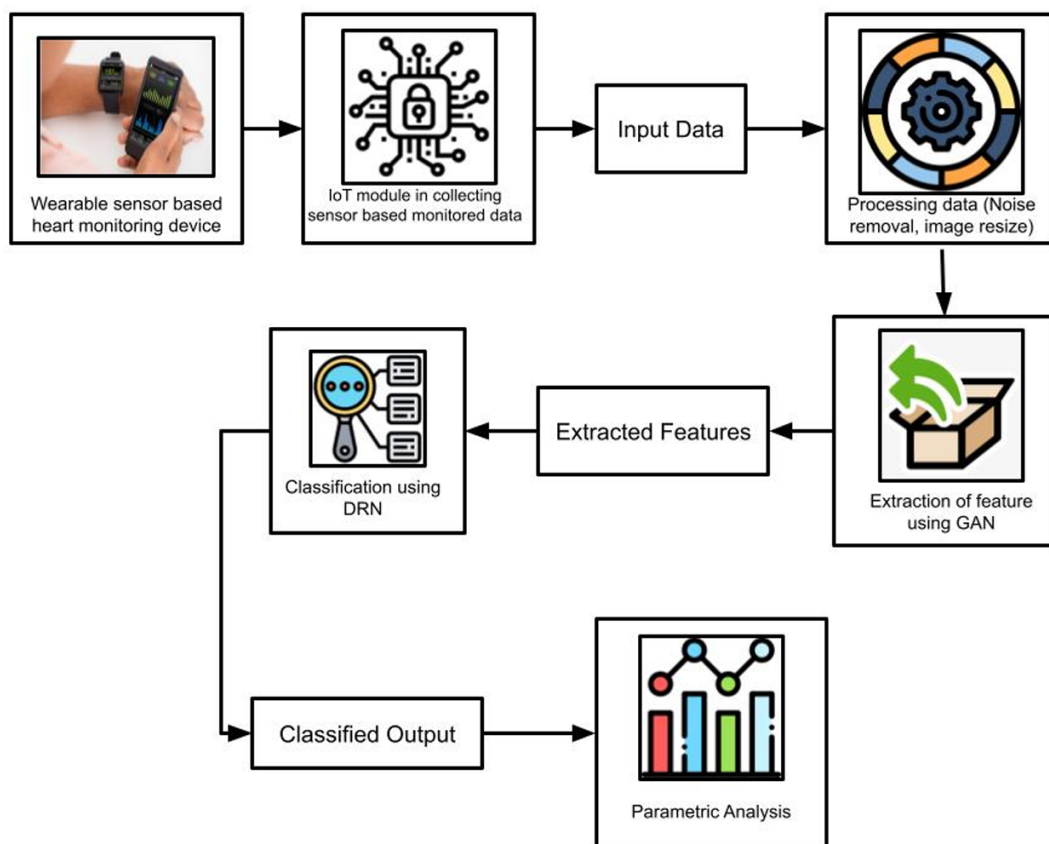 Wearable sensor based
heart monitoring device
IoT module in collecting
sensor based monitored data
Input Data
Processing data (Noise
removal, image resize)
Extraction of feature
using GAN
Extracted Features
Classification using
DRN
Classified Output
Parametric Analysis